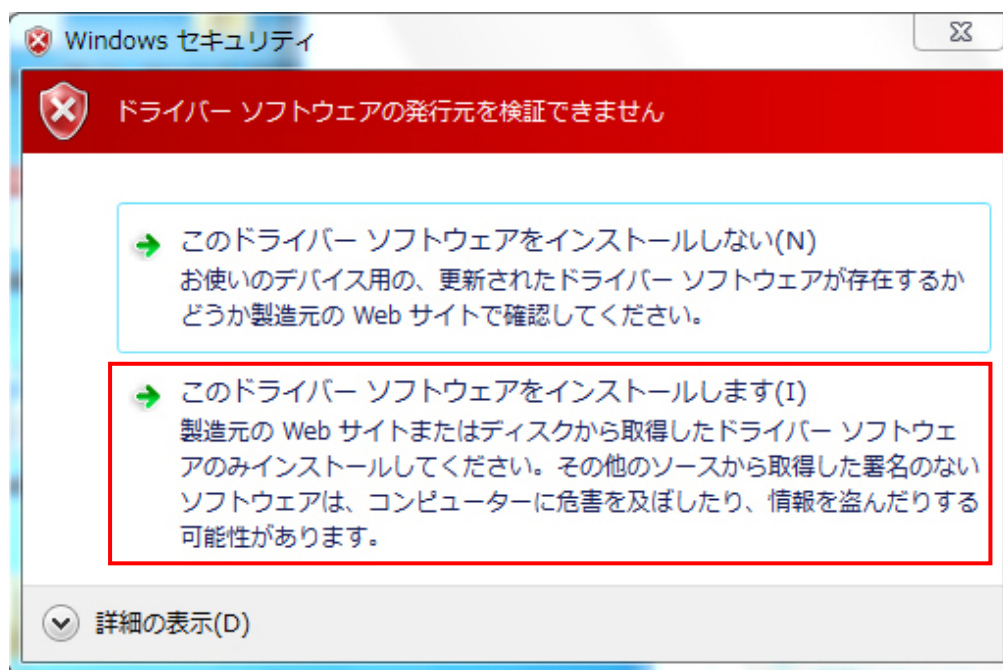 Windows セキュリティ
ドライバー ソフトウェアの発行元を検証できません
このドライバー ソフトウェアをインストールしない(N)
お使いのデバイス用の、更新されたドライバー ソフトウェアが存在するか
どうか製造元の Web サイトで確認してください。
このドライバー ソフトウェアをインストールします(I)
製造元の Web サイトまたはディスクから取得したドライバー ソフトウェ
アのみインストールしてください。その他のソースから取得した署名のない
ソフトウェアは、コンピューターに危害を及ぼしたり、情報を盗んだりする
可能性があります。
詳細の表示(D)